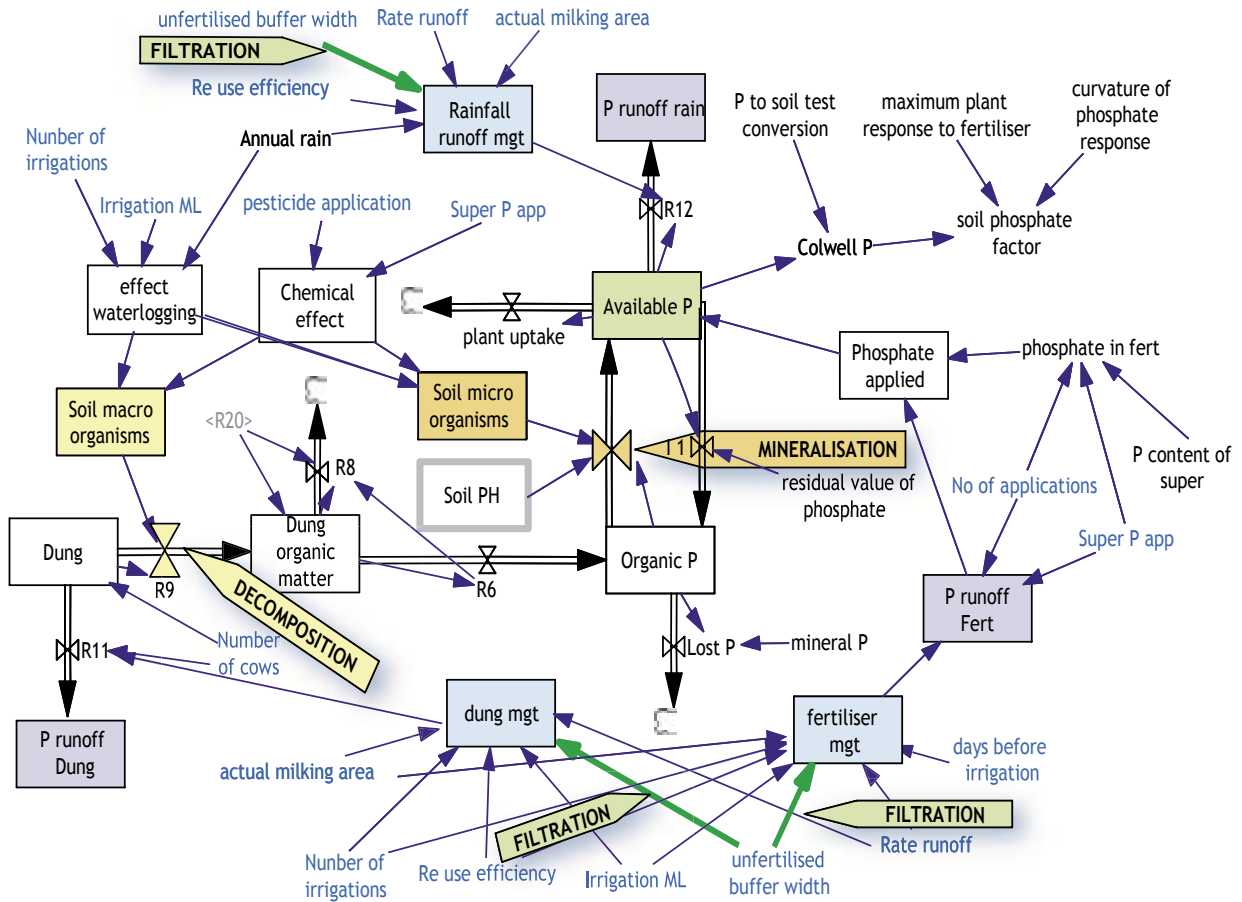 unfertilised buffer width
Rate runoff
actual milking area
FILTRATION
Re use efficiency
Rainfall
runoff mgt
P runoff rain
P to soil test
conversion
maximum plant
response to fertiliser
curvature of
phosphate
response
Nunber of
irrigations
Annual rain
Irrigation ML
pesticide application
Super P app
R12
Colwell P
soil phosphate
factor
effect
waterlogging
Chemical
effect
Available P
plant uptake
Phosphate
applied
phosphate in fert
Soil macro
organisms
<R20>
Soil micro
organisms
I 1
MINERALISATION
P content of
super
R8
Soil PH
residual value of
phosphate
No of applications
Dung
Dung
organic
matter
Organic P
Super P app
R9
R6
P runoff
Fert
DECOMPOSITION
Number
of cows
R11
Lost P
mineral P
P runoff
Dung
dung mgt
fertiliser
mgt
actual milking area
days before
irrigation
FILTRATION
FILTRATION
Rate runoff
Nunber of
irrigations
Re use efficiency
Irrigation ML
unfertilised
buffer width